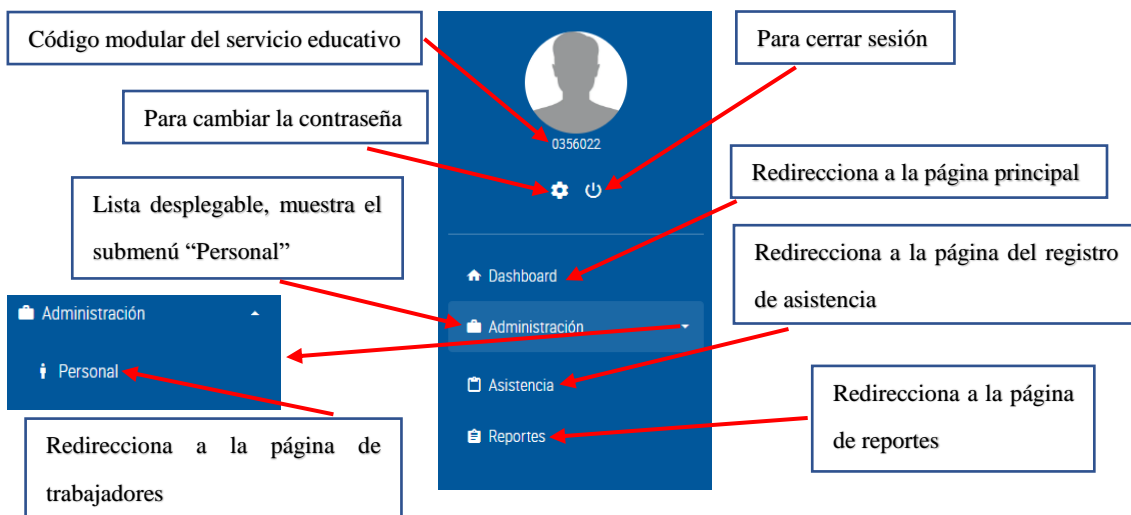 Código modular del servicio educativo
Para cerrar sesión
Para cambiar la contraseña
0356022
Redirecciona a la página principal
Lista desplegable, muestra el
submenú “Personal”
Redirecciona a la página del registro
de asistencia
Dashboard
Administración
Administración
Personal
Asistencia
Redirecciona a la página
de reportes
Reportes
Redirecciona a la página de
trabajadores